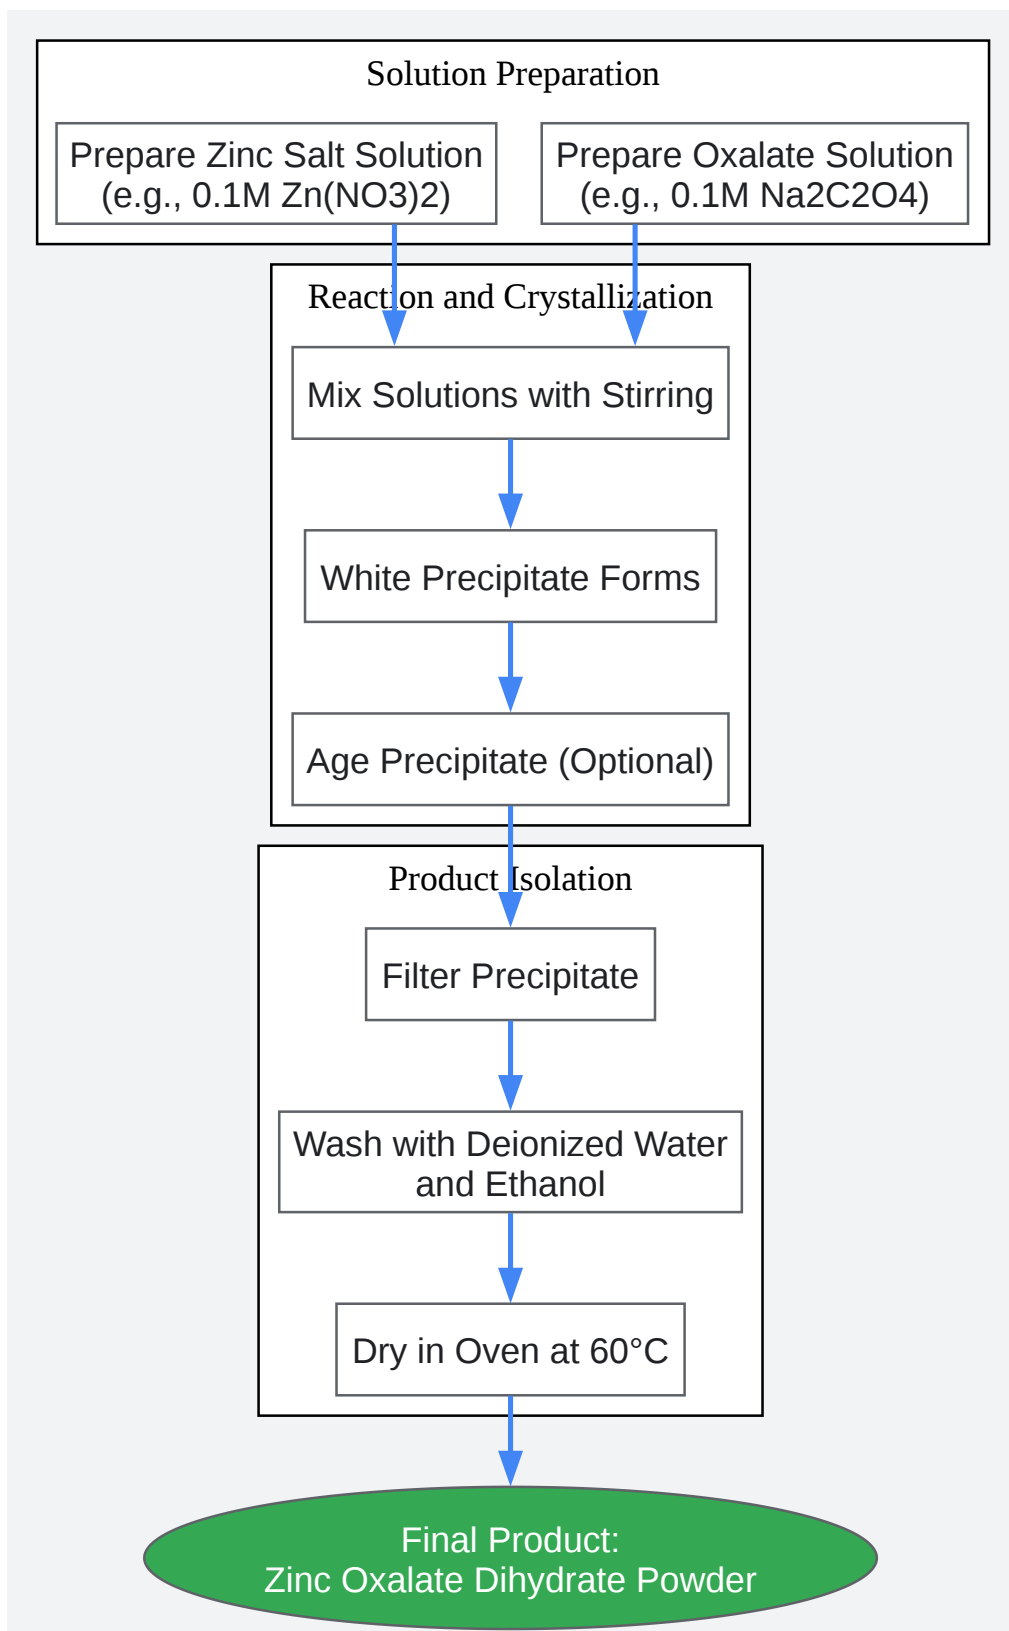 Solution Preparation
Prepare Zinc Salt Solution
(e.g., 0.1M Zn(NO3)2)
Prepare Oxalate Solution
(e.g., 0.1M Na2C2O4)
Reaction and Crystallization
Mix Solutions with Stirring
White Precipitate Forms
Age Precipitate (Optional)
Product Isolation
Filter Precipitate
Wash with Deionized Water
and Ethanol
Dry in Oven at 60°C
Final Product:
Zinc Oxalate Dihydrate Powder